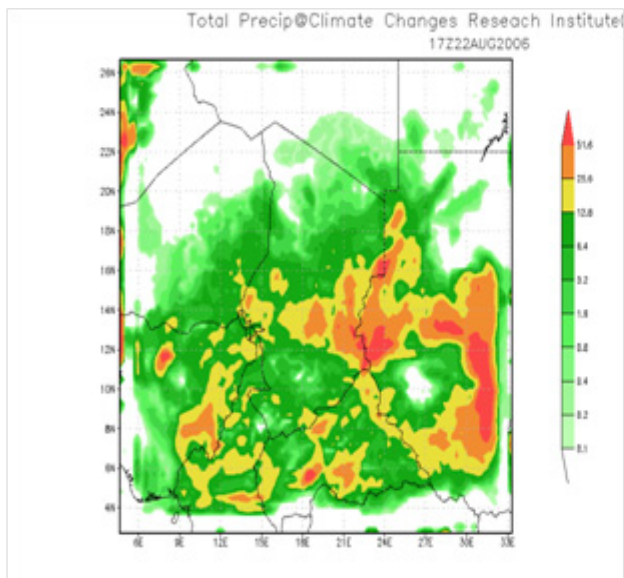 Total Precip@Climate Changes Reseach Institute(
17Z22AUG2006
26N
24N
22N
20N
18N
16N
14N
12N
10N
8N
6N
4N
6E 9E 12E 15E 18E 21E 24E 27E 30E 33E
51.6
25.6
12.8
6.4
3.2
1.6
0.8
0.4
0.2
0.1